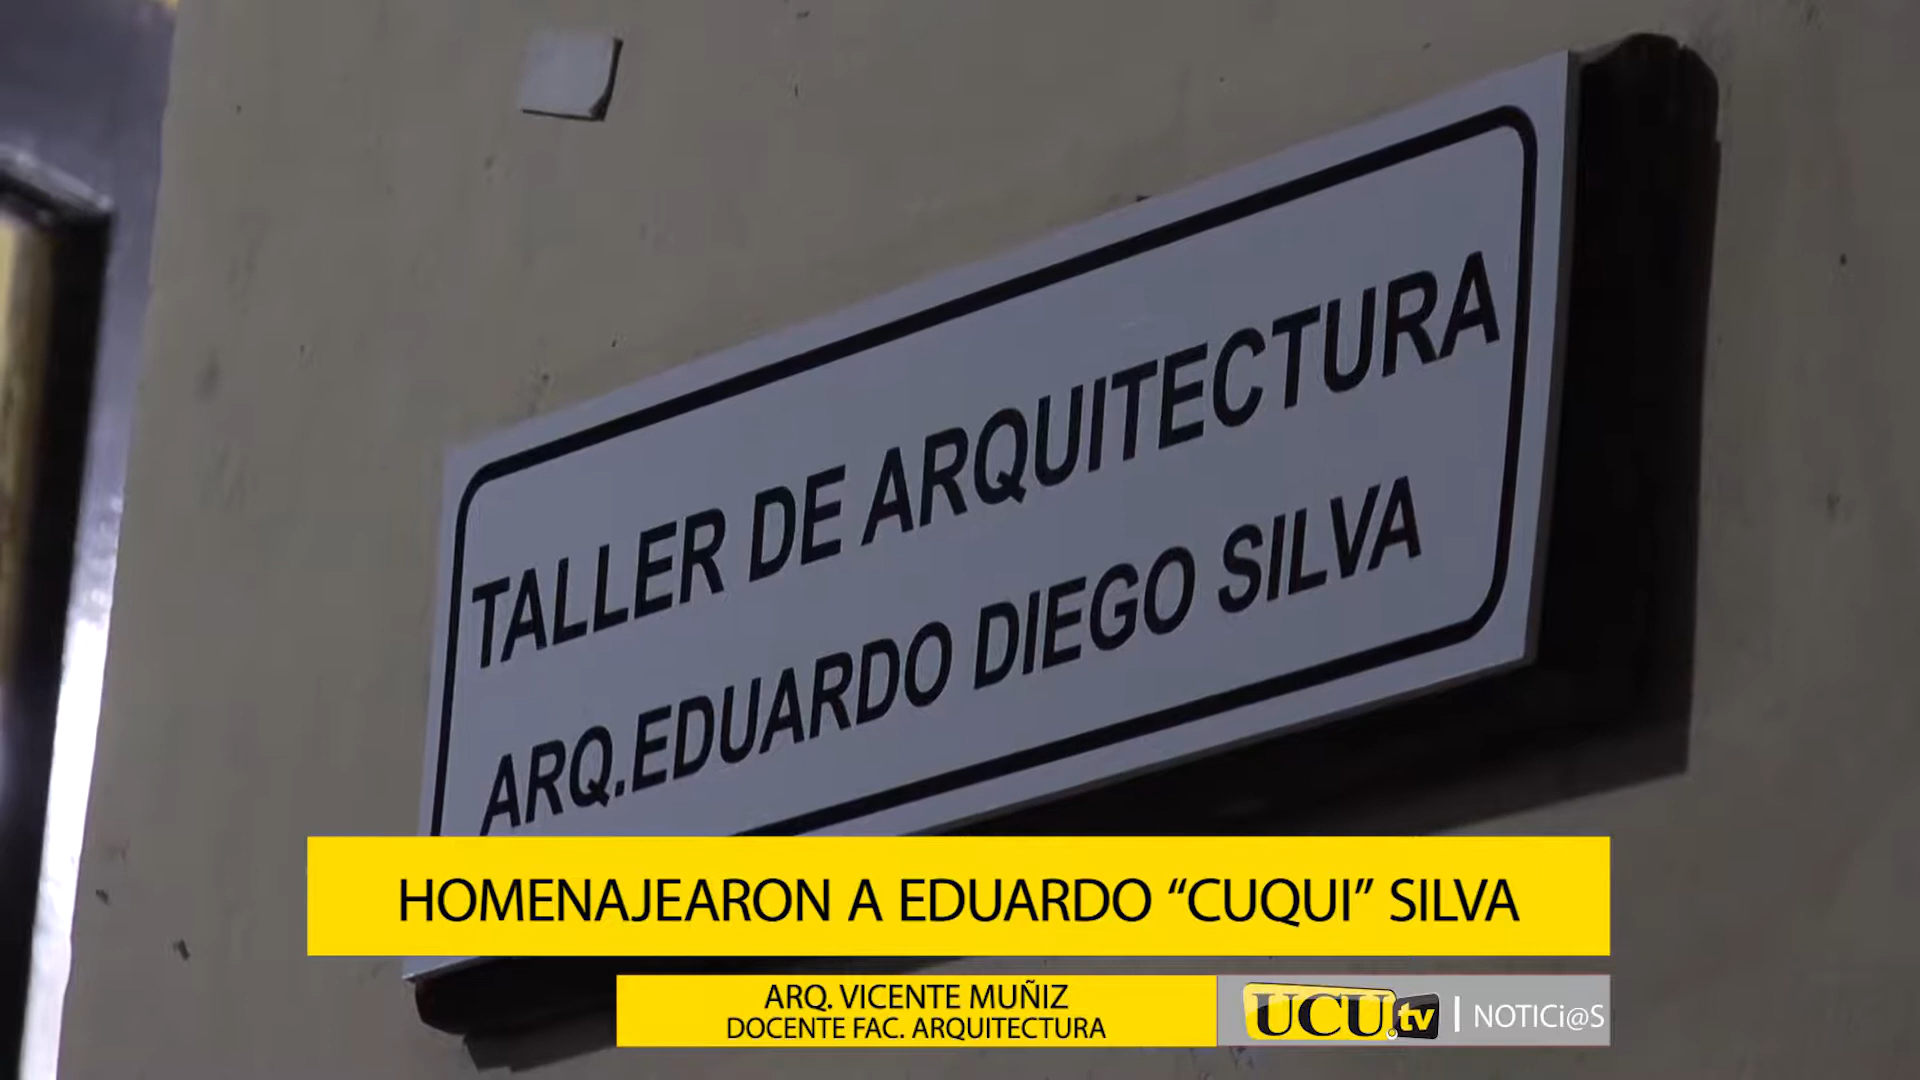 TALLER DE ARQUITECTURA
ARQ.EDUARDO DIEGO SILVA
HOMENAJEARON A EDUARDO “CUQUI” SILVA
ARQ. VICENTE MUÑIZ
DOCENTE FAC. ARQUITECTURA
UCU.tv | NOTICi@S